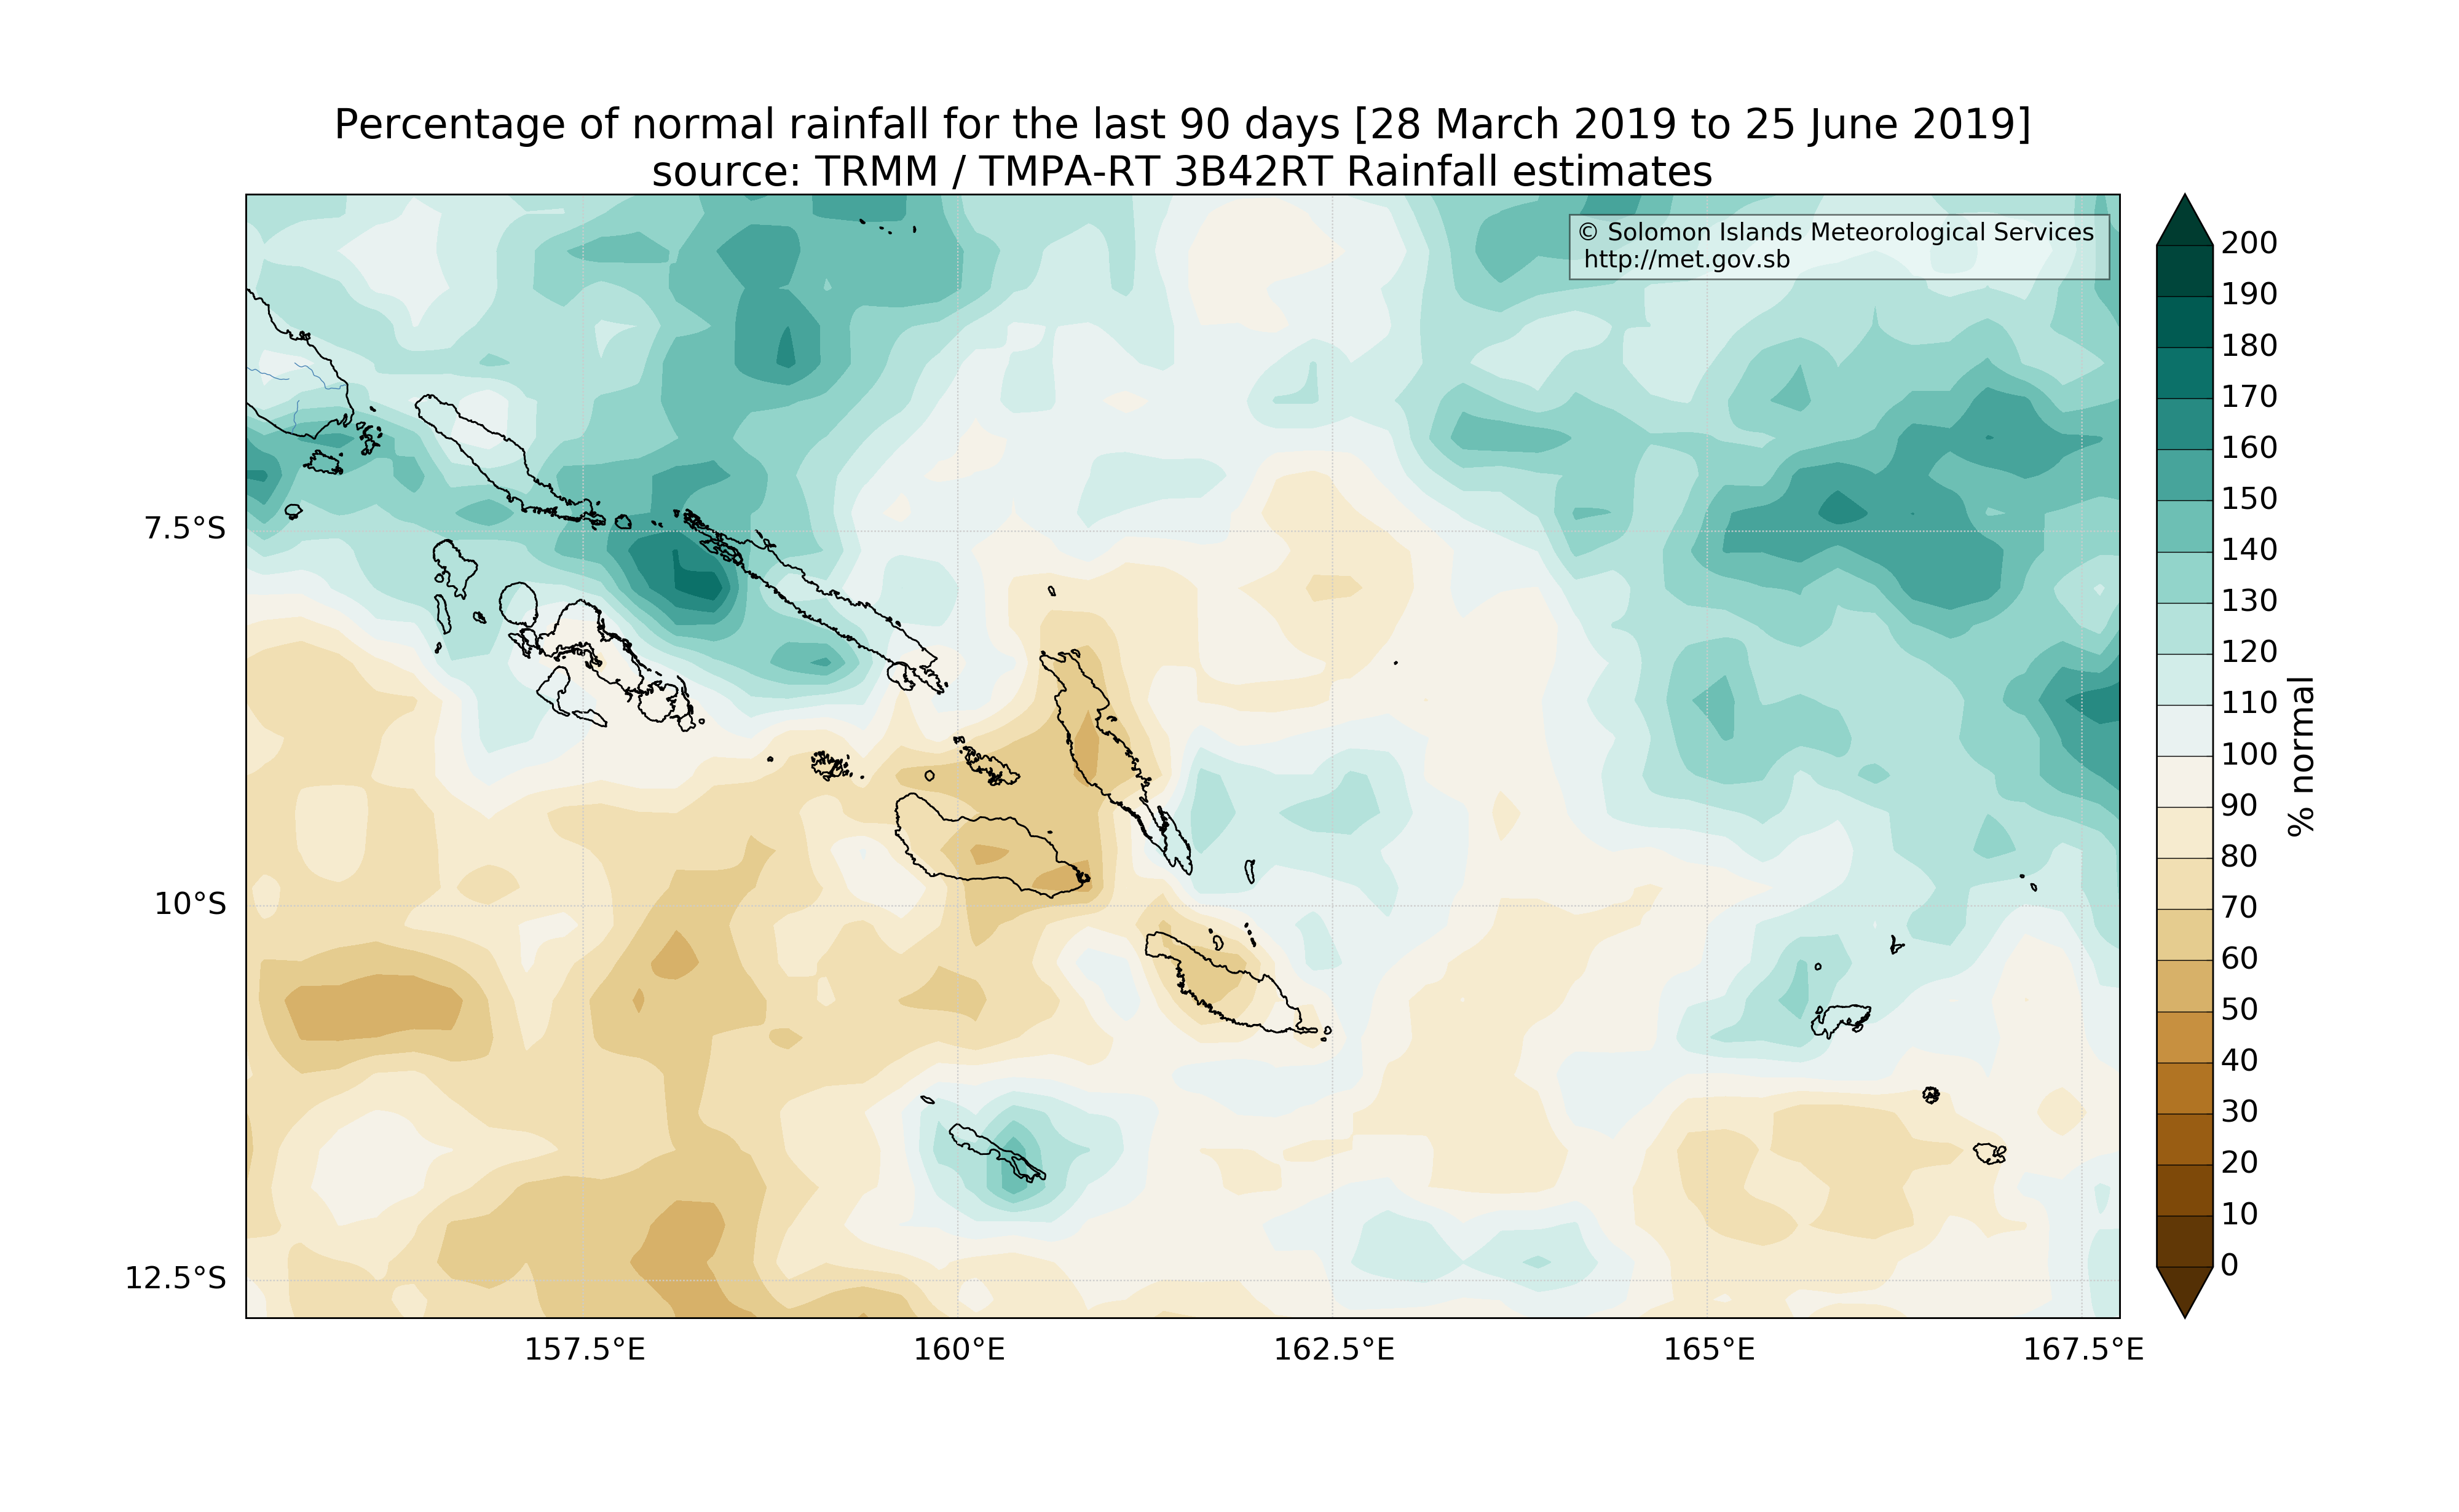 Percentage of normal rainfall for the last 90 days [28 March 2019 to 25 June 2019]
source: TRMM / TMPA-RT 3B42RT Rainfall estimates
© Solomon Islands Meteorological Services
http://met.gov.sb
7.5°S
10°S
12.5°S
157.5°E
160°E
162.5°E
165°E
167.5°E
200
190
180
170
160
150
140
130
120
110
100
90
80
70
60
50
40
30
20
10
0
% normal